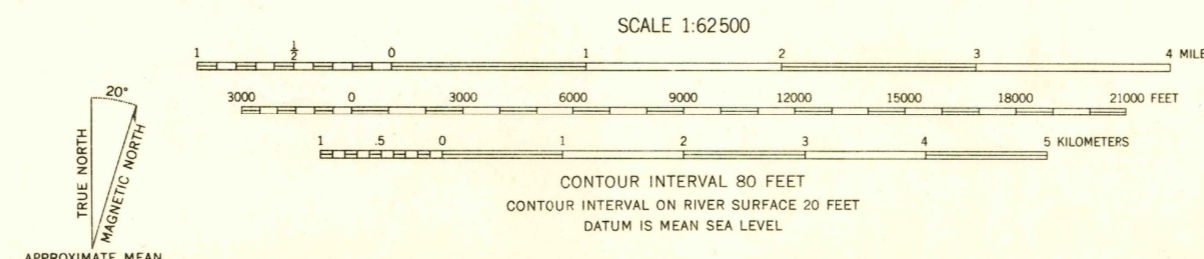 SCALE 1:62500
1 ½ 0 1 2 3 4 MILE
3000 0 3000 6000 9000 12000 15000 18000 21000 FEET
1 .5 0 1 2 3 4 5 KILOMETERS
CONTOUR INTERVAL 80 FEET
CONTOUR INTERVAL ON RIVER SURFACE 20 FEET
DATUM IS MEAN SEA LEVEL
20°
TRUE NORTH
MAGNETIC NORTH
APPROXIMATE MEAN